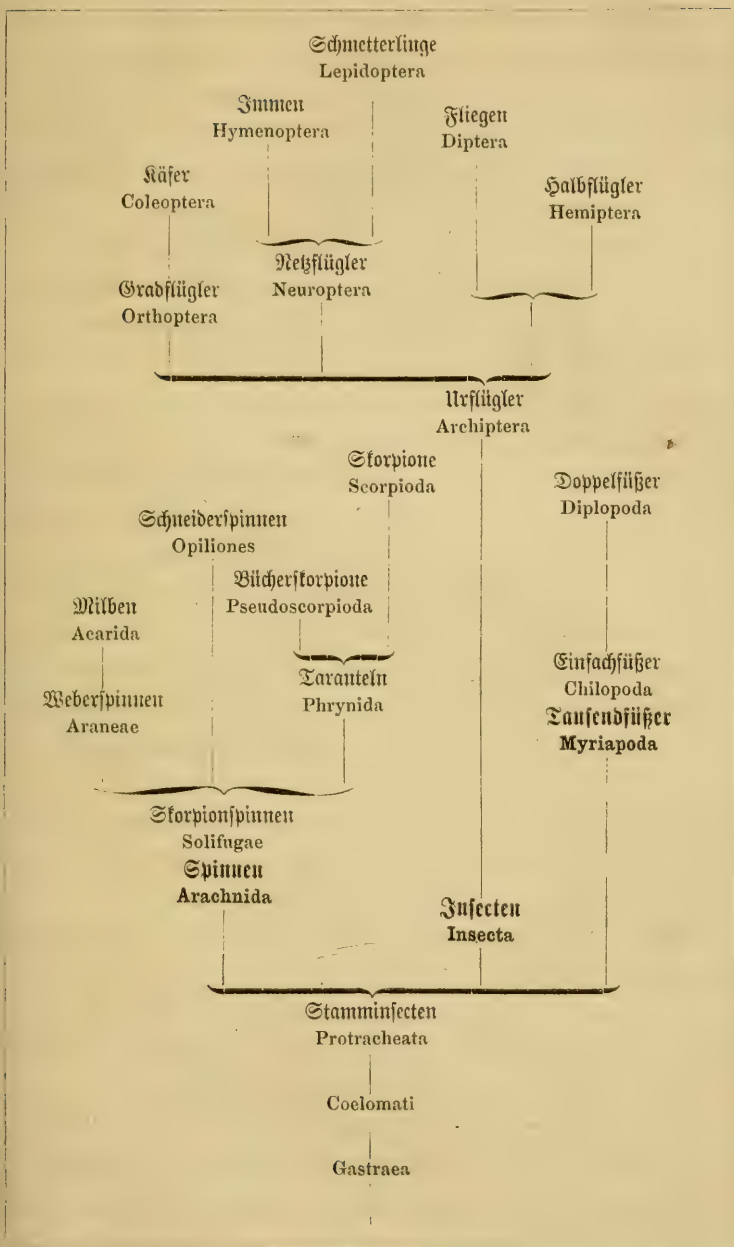 Schmetterlinge
Lepidoptera
Immen
Hymenoptera
Fliegen
Diptera
Käfer
Coleoptera
Halbflügler
Hemiptera
Netzflügler
Neuroptera
Gradflügler
Orthoptera
Urflügler
Archiptera
Skorpione
Scorpioda
Doppelfüßer
Diplopoda
Schneiderspinnen
Opiliones
Bücherskorpione
Pseudoscorpioda
Milben
Acarida
Einfachfüßer
Chilopoda
Taranteln
Phrynida
Weberspinnen
Araneae
Tausendfüßer
Myriapoda
Skorpionspinnen
Solifugae
Spinnen
Arachnida
Insecten
Insecta
Stamminsecten
Protracheata
Coelomati
Gastraea